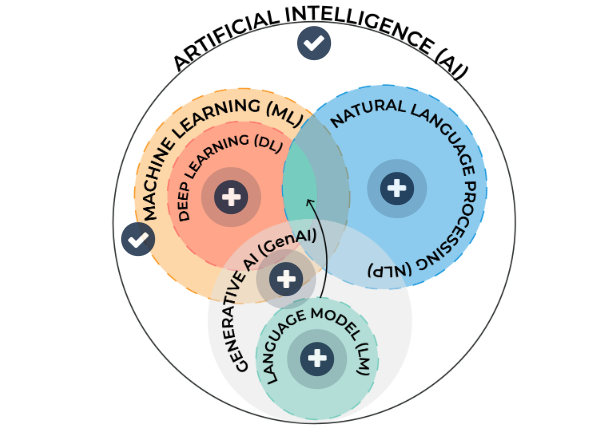 ARTIFICIAL INTELLIGENCE (AI)
MACHINE LEARNING (ML)
DEEP LEARNING (DL)
NATURAL LANGUAGE PROCESSING (NLP)
GENERATIVE AI (GenAI)
LANGUAGE MODEL (LM)